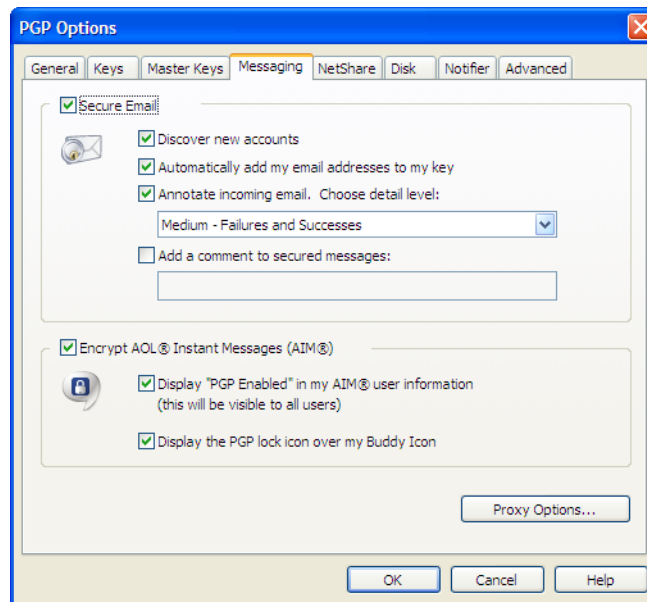 PGP Options
General Keys Master Keys Messaging NetShare Disk Notifier Advanced
Secure Email
Discover new accounts
Automatically add my email addresses to my key
Annotate incoming email. Choose detail level:
Medium - Failures and Successes
Add a comment to secured messages:
Encrypt AOL® Instant Messages (AIM®)
Display "PGP Enabled" in my AIM® user information
(this will be visible to all users)
Display the PGP lock icon over my Buddy Icon
Proxy Options...
OK Cancel Help